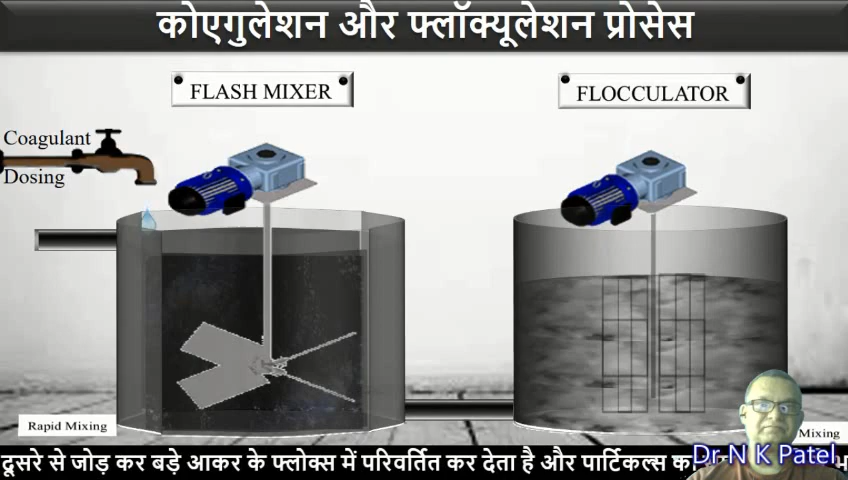 कोएगुलेशन और फ्लॉक्यूलेशन प्रोसेस
FLASH MIXER
FLOCCULATOR
Coagulant
Dosing
Rapid Mixing
Mixing
दूसरे से जोड़ कर बड़े आकर के फ्लोक्स में परिवर्तित कर देता है और पार्टिकल्स का
Dr N K Patel